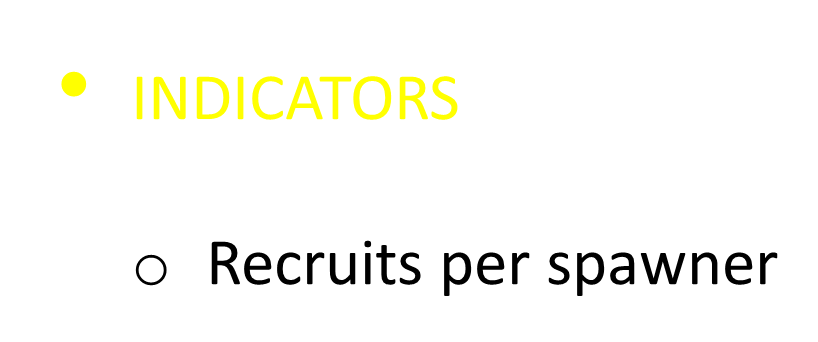 • INDICATORS
o Recruits per spawner